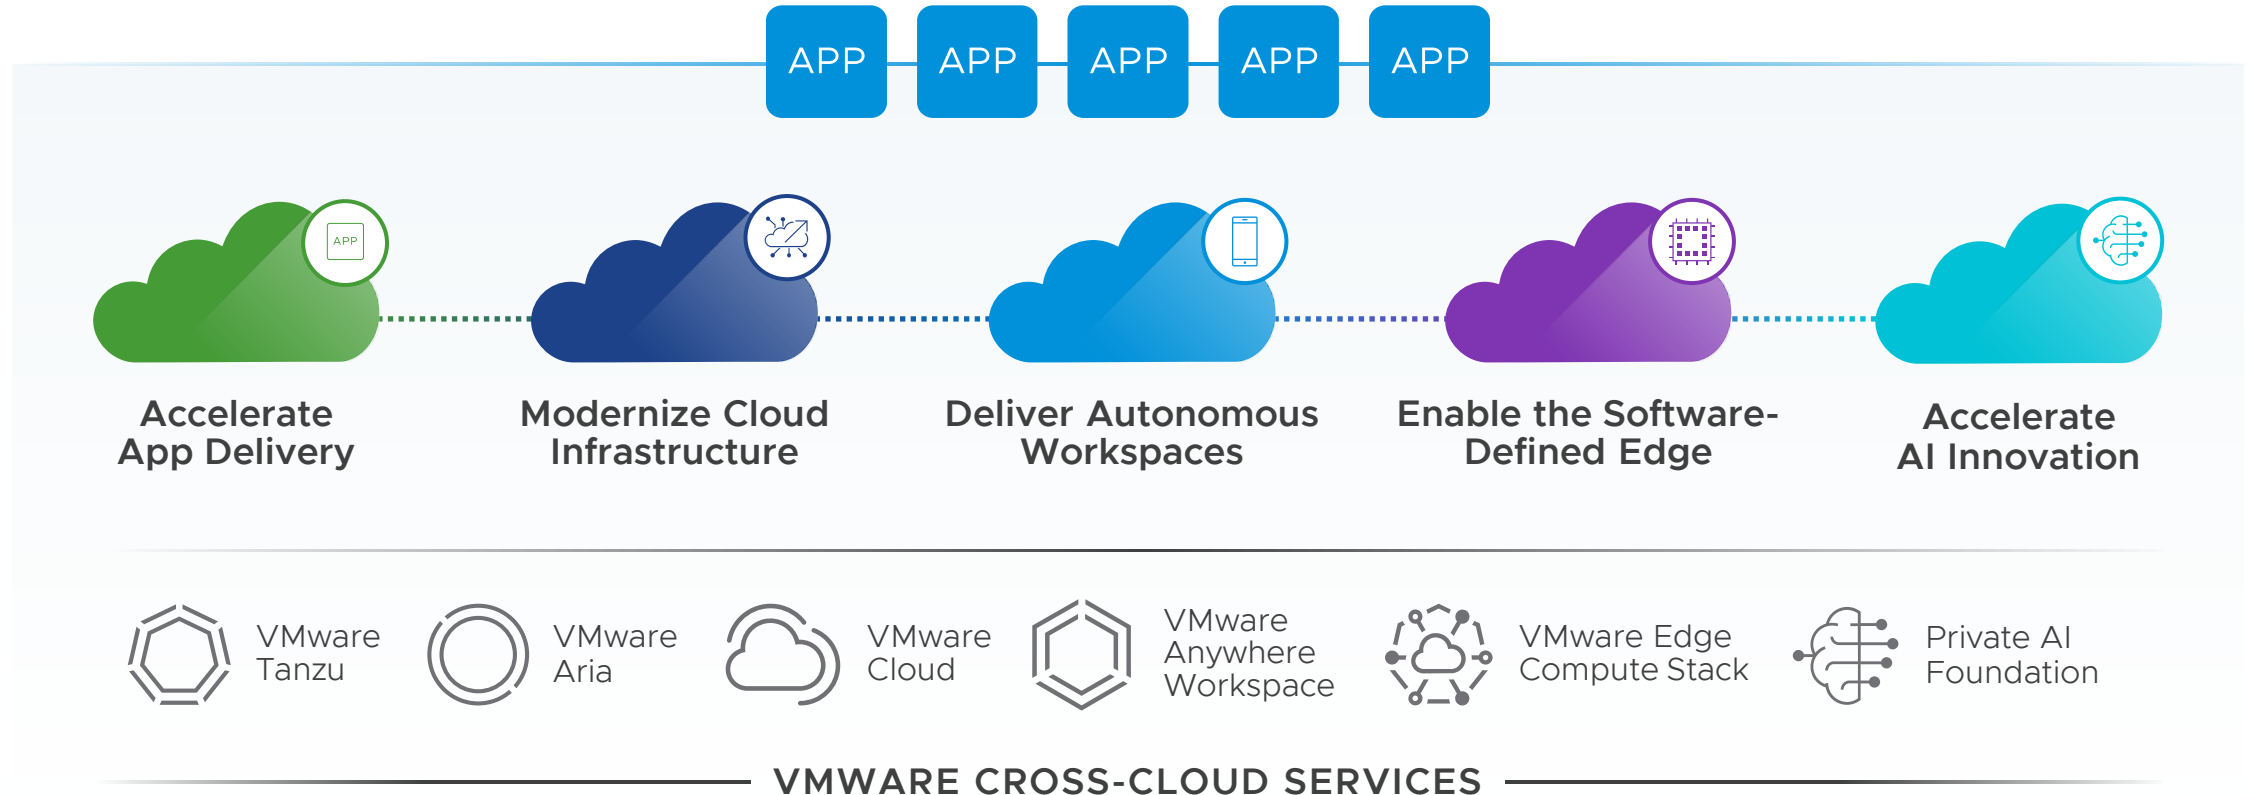 APP APP APP APP APP
APP
Accelerate
App Delivery
Modernize Cloud
Infrastructure
Deliver Autonomous
Workspaces
Enable the Software-
Defined Edge
Accelerate
AI Innovation
VMware
Tanzu
VMware
Aria
VMware
Cloud
VMware
Anywhere
Workspace
VMware Edge
Compute Stack
Private AI
Foundation
VMWARE CROSS-CLOUD SERVICES